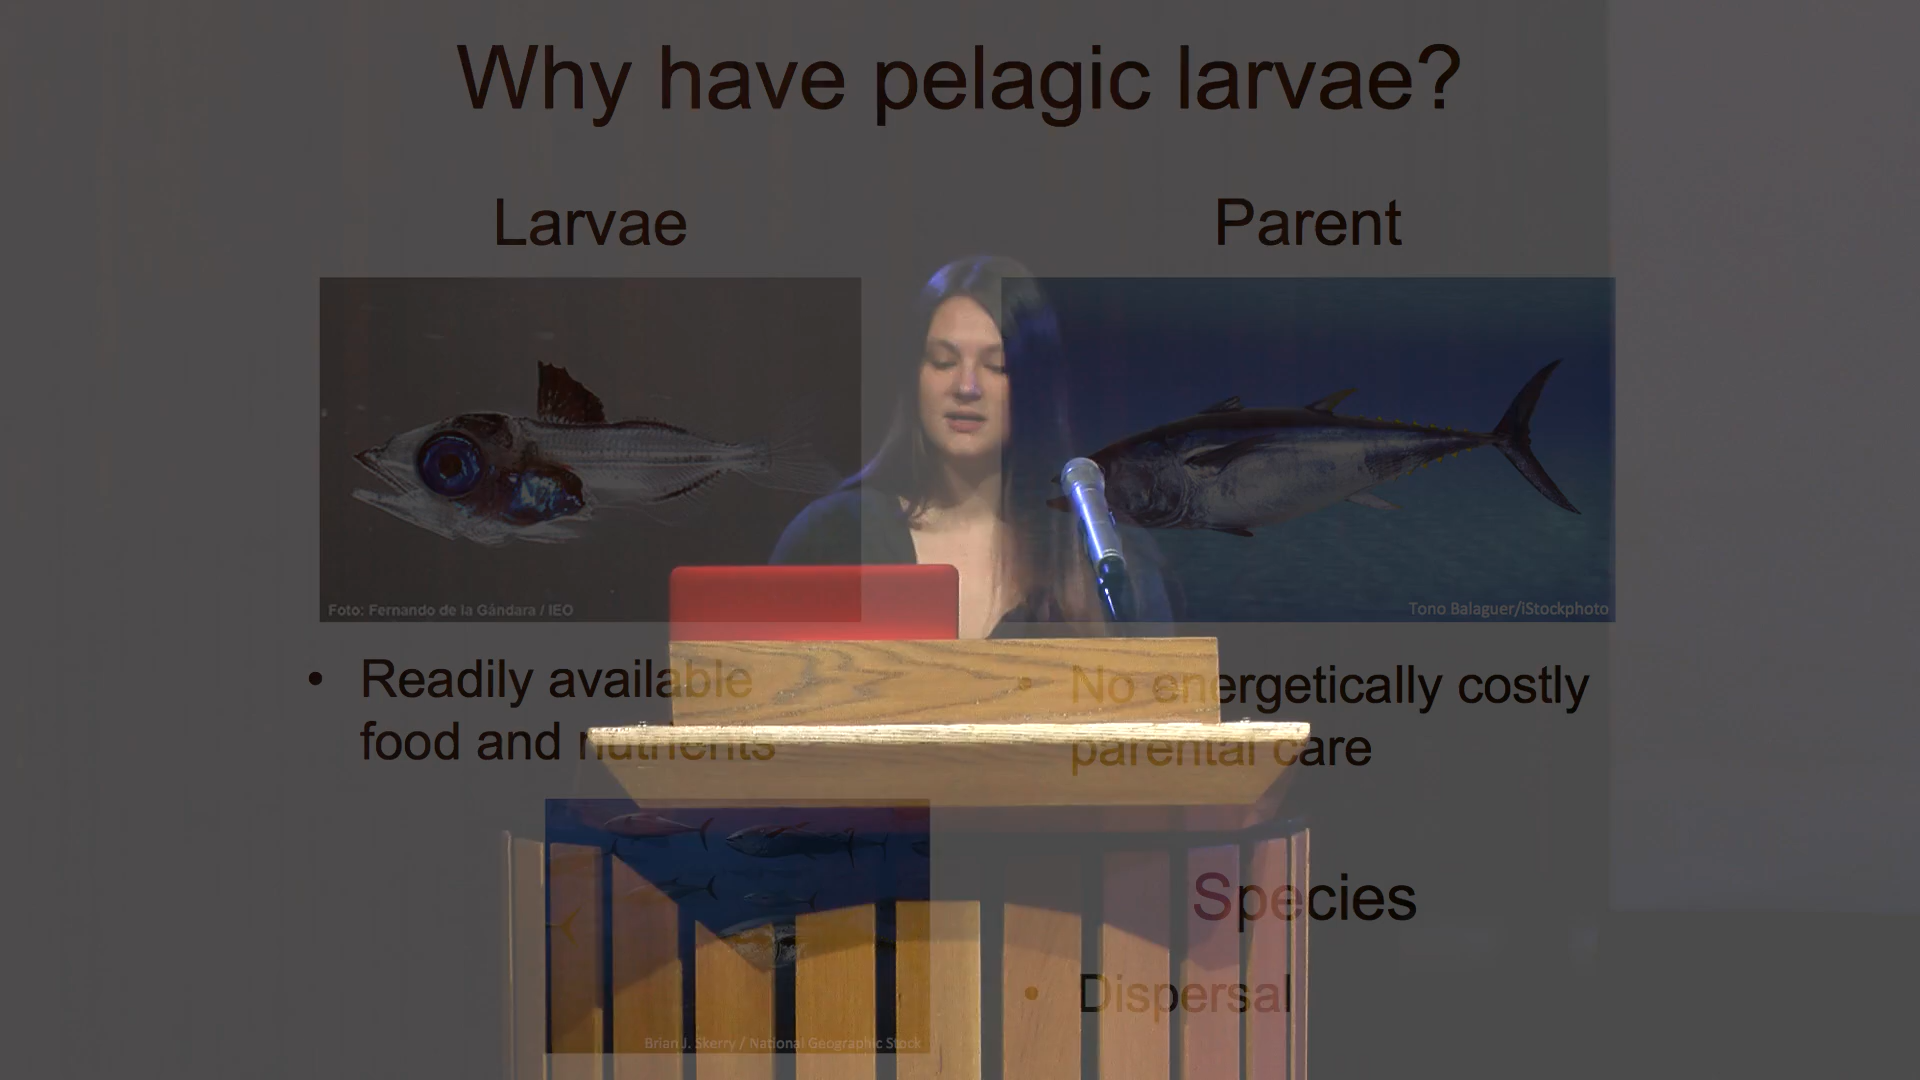 Why have pelagic larvae?
Larvae
Parent
Foto: Fernando de la Gándara / IEO
Tono Balaguer/iStockphoto
• Readily available
food and nutrients
• No energetically costly
parental care
Species
• Dispersal
Brian J. Skerry / National Geographic Stock